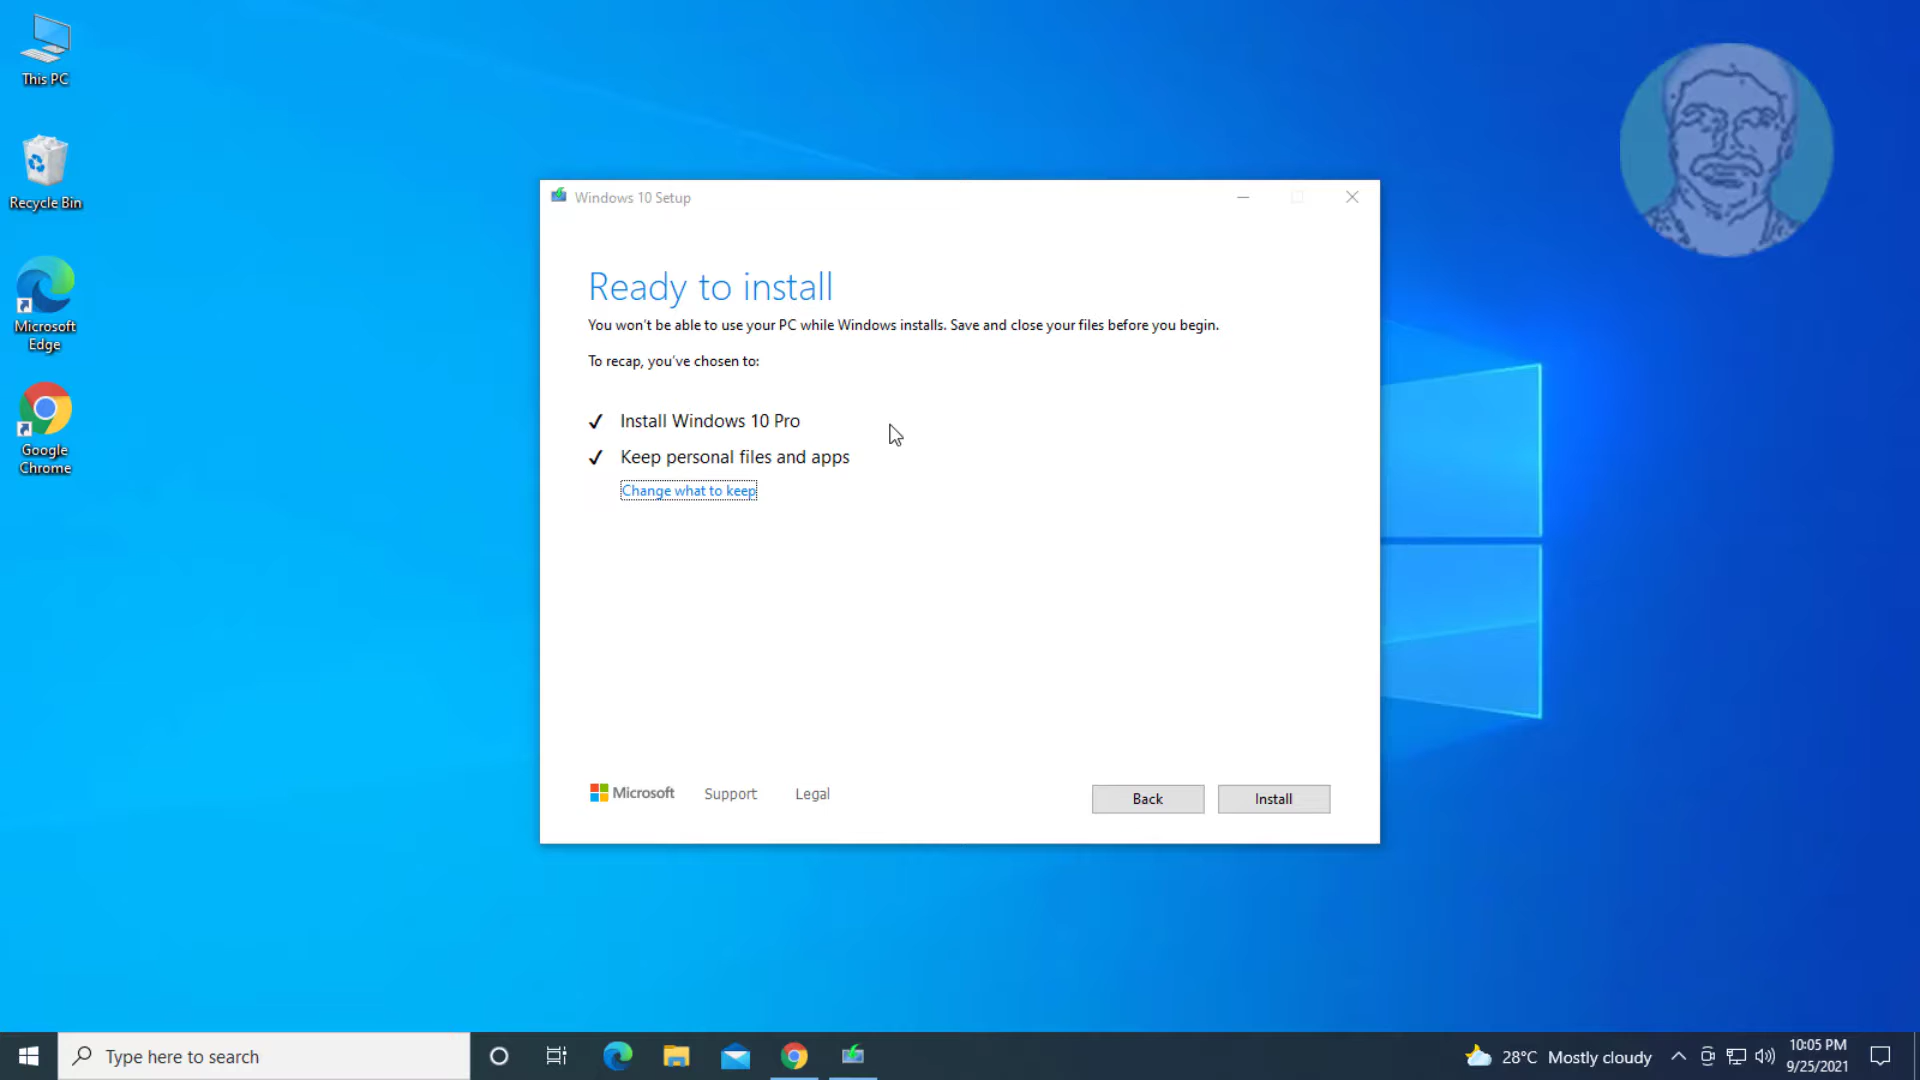 This PC
Recycle Bin
Microsoft
Edge
Google
Chrome
Windows 10 Setup
Ready to install
You won't be able to use your PC while Windows installs. Save and close your files before you begin.
To recap, you've chosen to:
Install Windows 10 Pro
Keep personal files and apps
Change what to keep
Microsoft
Support
Legal
Back
Install
Type here to search
28°C Mostly cloudy
10:05 PM
9/25/2021